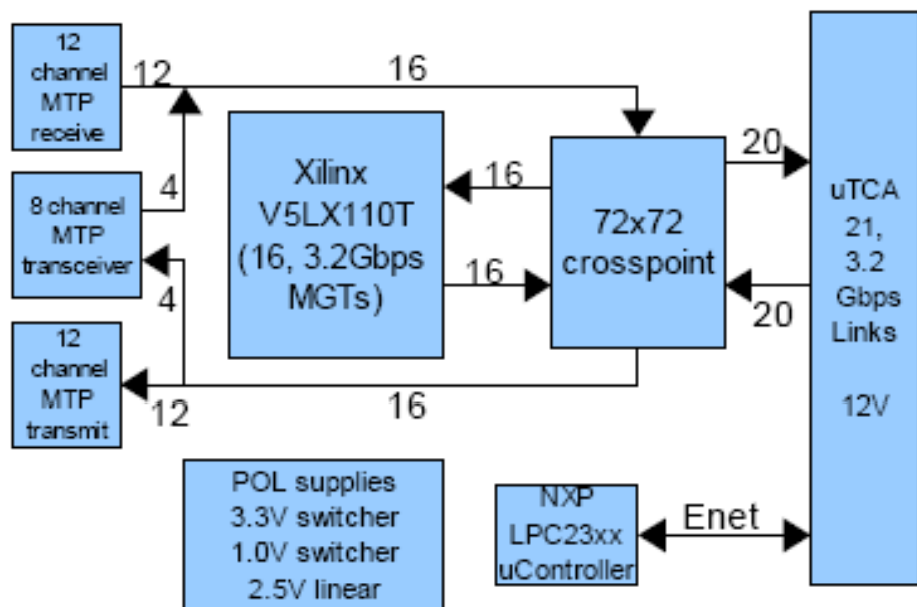 12
channel
MTP
receive
12
16
8 channel
MTP
transceiver
4
4
12
channel
MTP
transmit
12
16
Xilinx
V5LX110T
(16, 3.2Gbps
MGTs)
16
16
72x72
crosspoint
20
20
uTCA
21,
3.2
Gbps
Links
12V
POL supplies
3.3V switcher
1.0V switcher
2.5V linear
NXP
LPC23xx
uController
Enet